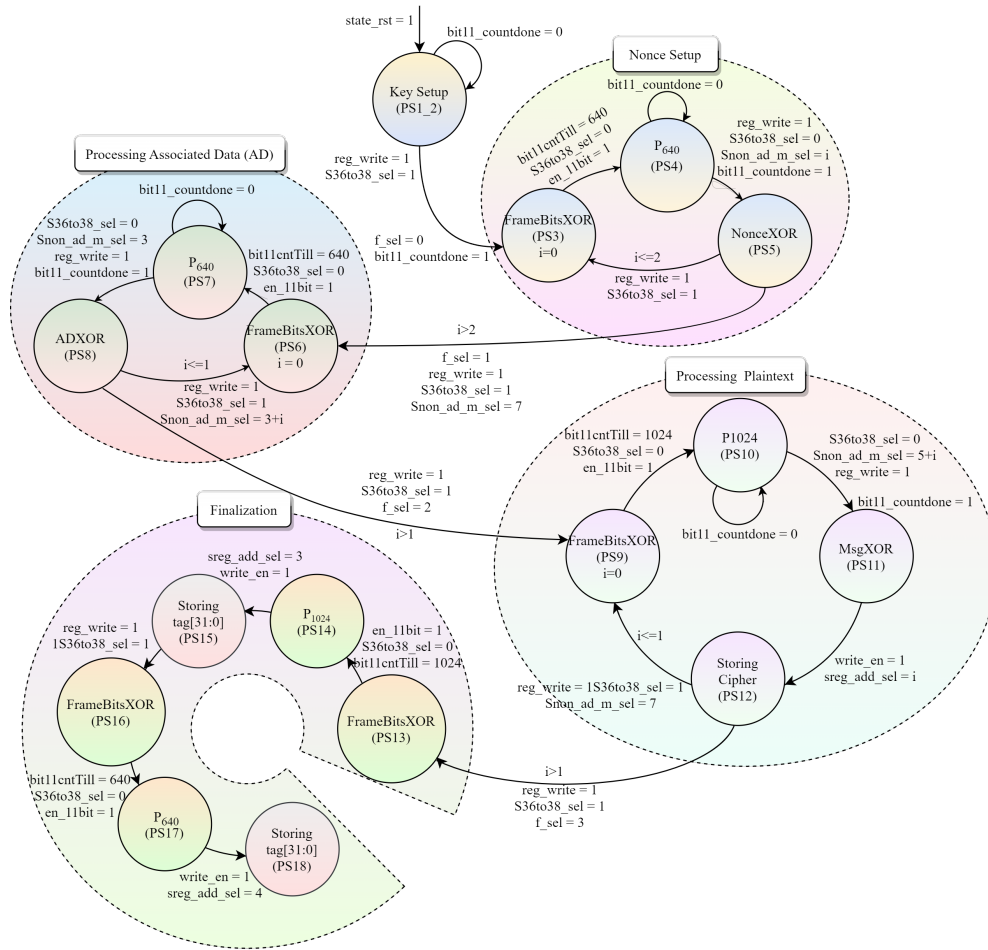 state_rst = 1
bit11_countdone = 0
Key Setup
(PS1_2)
reg_write = 1
S36to38_sel = 1
f_sel = 0
bit11_countdone = 1
Nonce Setup
bit11_countdone = 0
P640
(PS4)
bit11cntTill = 640
S36to38_sel = 0
en_11bit = 1
reg_write = 1
S36to38_sel = 0
Snon_ad_m_sel = i
bit11_countdone = 1
FrameBitsXOR
(PS3)
i=0
NonceXOR
(PS5)
i<=2
reg_write = 1
S36to38_sel = 1
Processing Associated Data (AD)
bit11_countdone = 0
S36to38_sel = 0
Snon_ad_m_sel = 3
reg_write = 1
bit11_countdone = 1
P640
(PS7)
bit11cntTill = 640
S36to38_sel = 0
en_11bit = 1
ADXOR
(PS8)
FrameBitsXOR
(PS6)
i = 0
i<=1
reg_write = 1
S36to38_sel = 1
Snon_ad_m_sel = 3+i
i>2
f_sel = 1
reg_write = 1
S36to38_sel = 1
Snon_ad_m_sel = 7
Processing Plaintext
bit11cntTill = 1024
S36to38_sel = 0
en_11bit = 1
P1024
(PS10)
S36to38_sel = 0
Snon_ad_m_sel = 5+i
reg_write = 1
bit11_countdone = 1
bit11_countdone = 0
FrameBitsXOR
(PS9)
i=0
MsgXOR
(PS11)
i<=1
Storing
Cipher
(PS12)
write_en = 1
sreg_add_sel = i
reg_write = 1S36to38_sel = 1
Snon_ad_m_sel = 7
reg_write = 1
S36to38_sel = 1
f_sel = 2
i>1
Finalization
sreg_add_sel = 3
write_en = 1
Storing
tag[31:0]
(PS15)
P1024
(PS14)
en_11bit = 1
S36to38_sel = 0
bit11cntTill = 1024
reg_write = 1
1S36to38_sel = 1
FrameBitsXOR
(PS16)
FrameBitsXOR
(PS13)
i>1
reg_write = 1
S36to38_sel = 1
f_sel = 3
bit11cntTill = 640
S36to38_sel = 0
en_11bit = 1
P640
(PS17)
Storing
tag[31:0]
(PS18)
write_en = 1
sreg_add_sel = 4